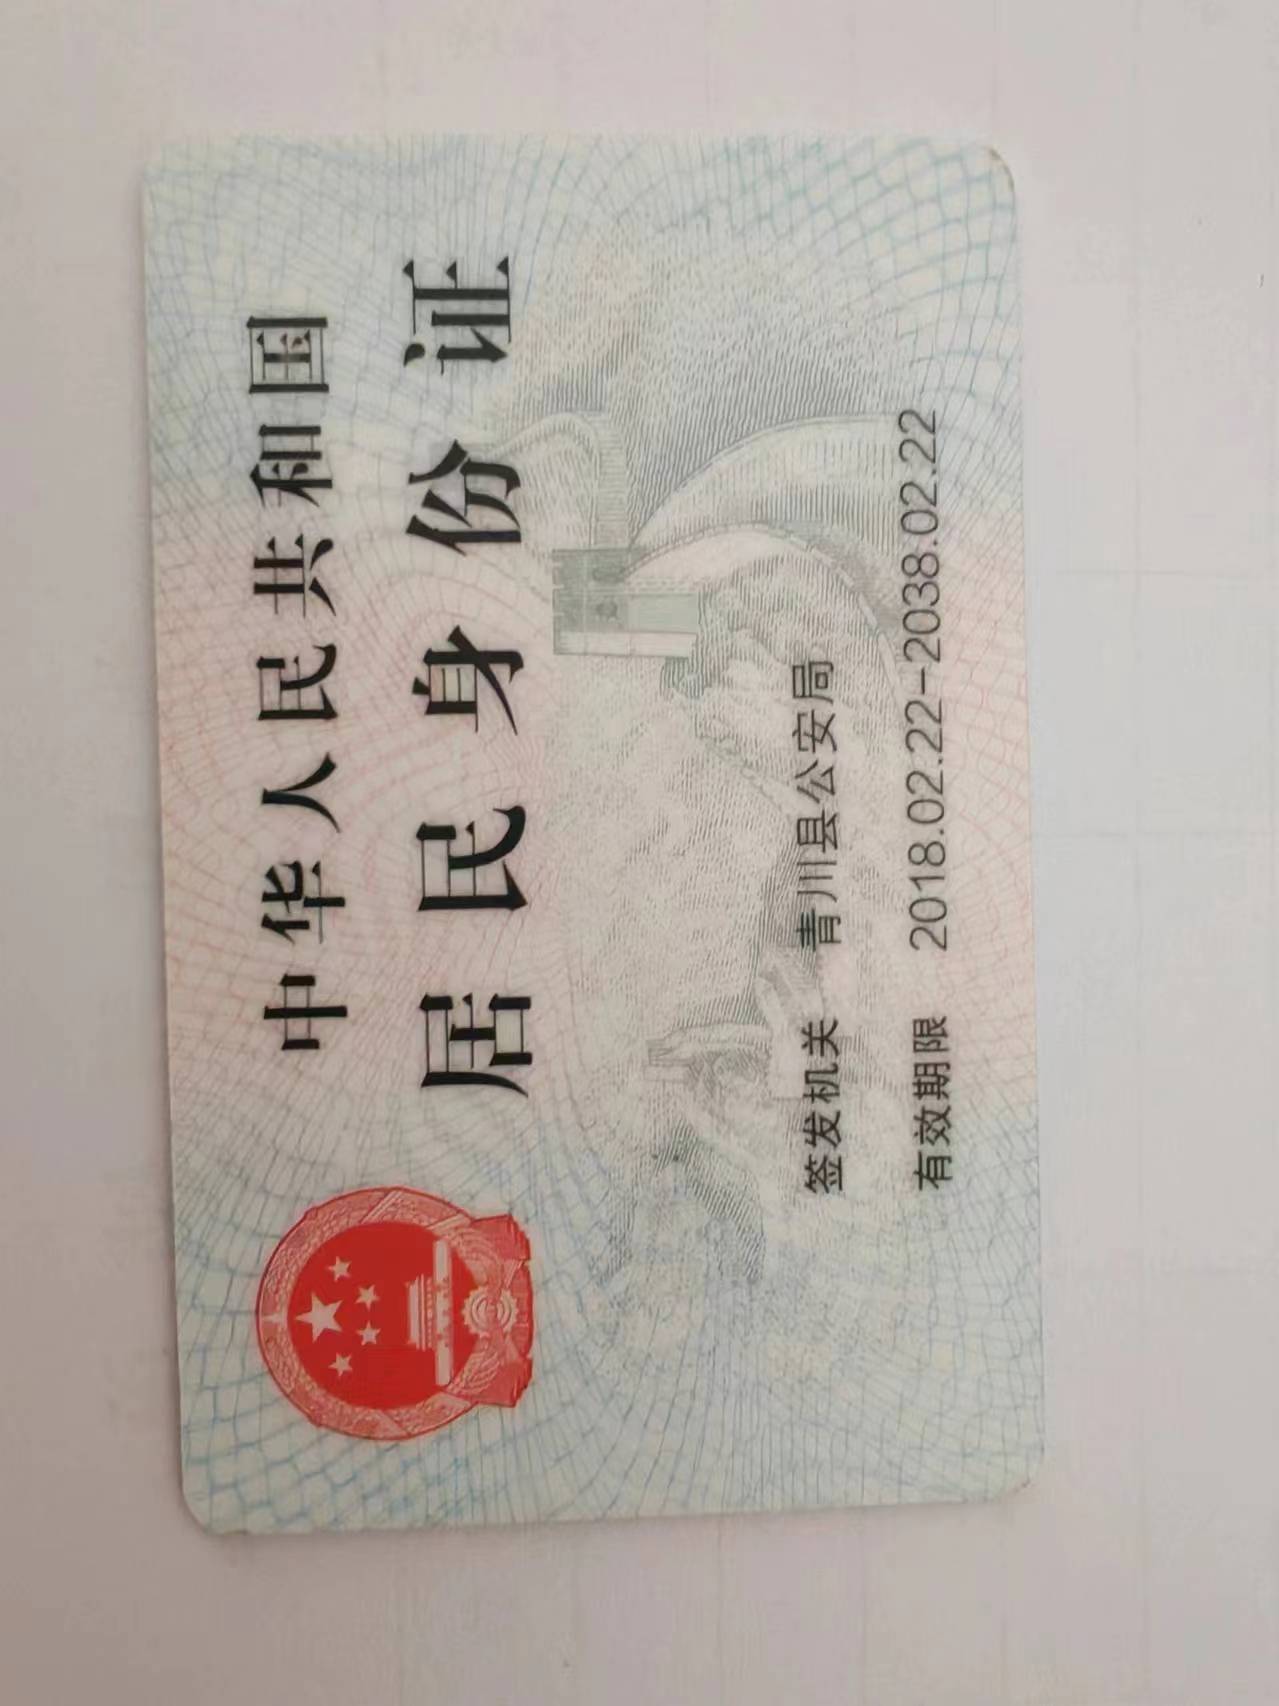 中华人民共和国
居民身份证
签发机关 青川县公安局
有效期限 2018.02.22-2038.02.22